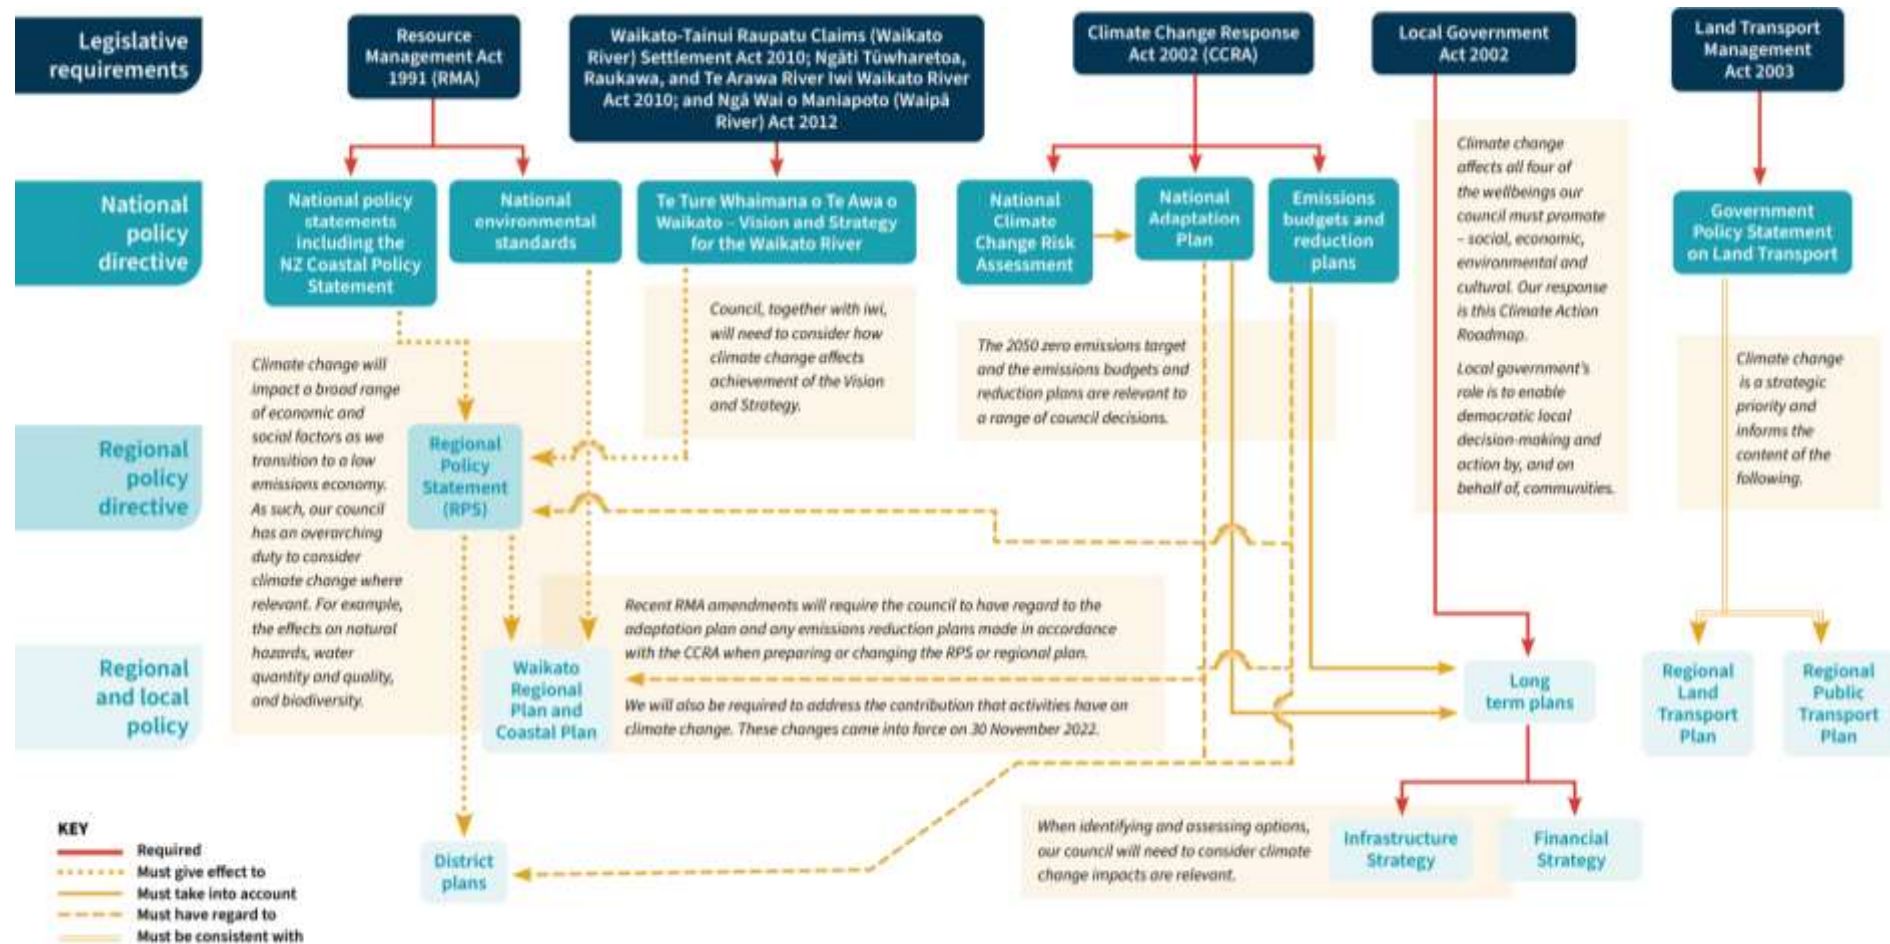 Legislative
requirements
Resource
Management Act
1991 (RMA)
Waikato-Tainui Raupatu Claims (Waikato
River) Settlement Act 2010; Ngāti Tūwharetoa,
Raukawa, and Te Arawa River Iwi Waikato River
Act 2010; and Ngā Wai o Maniapoto (Waipā
River) Act 2012
Climate Change Response
Act 2002 (CCRA)
Local Government
Act 2002
Land Transport
Management
Act 2003
National
policy
directive
National policy
statements
including the
NZ Coastal Policy
Statement
National
environmental
standards
Te Ture Whaimana o Te Awa o
Waikato – Vision and Strategy
for the Waikato River
National
Climate
Change Risk
Assessment
National
Adaptation
Plan
Emissions
budgets and
reduction
plans
Climate change
affects all four of
the wellbeings our
council must promote
– social, economic,
environmental and
cultural. Our response
is this Climate Action
Roadmap.
Local government's
role is to enable
democratic local
decision-making and
action by, and on
behalf of, communities.
Government
Policy Statement
on Land Transport
Council, together with iwi,
will need to consider how
climate change affects
achievement of the Vision
and Strategy.
The 2050 zero emissions target
and the emissions budgets and
reduction plans are relevant to
a range of council decisions.
Climate change
is a strategic
priority and
informs the
content of the
following.
Climate change will
impact a broad range
of economic and
social factors as we
transition to a low
emissions economy.
As such, our council
has an overarching
duty to consider
climate change where
relevant. For example,
the effects on natural
hazards, water
quantity and quality,
and biodiversity.
Regional
policy
directive
Regional
Policy
Statement
(RPS)
Recent RMA amendments will require the council to have regard to the
adaptation plan and any emissions reduction plans made in accordance
with the CCRA when preparing or changing the RPS or regional plan.
We will also be required to address the contribution that activities have on
climate change. These changes came into force on 30 November 2022.
Regional
and local
policy
Waikato
Regional
Plan and
Coastal Plan
Long
term plans
Regional
Land
Transport
Plan
Regional
Public
Transport
Plan
District
plans
When identifying and assessing options,
our council will need to consider climate
change impacts are relevant.
Infrastructure
Strategy
Financial
Strategy
KEY
Required
Must give effect to
Must take into account
Must have regard to
Must be consistent with